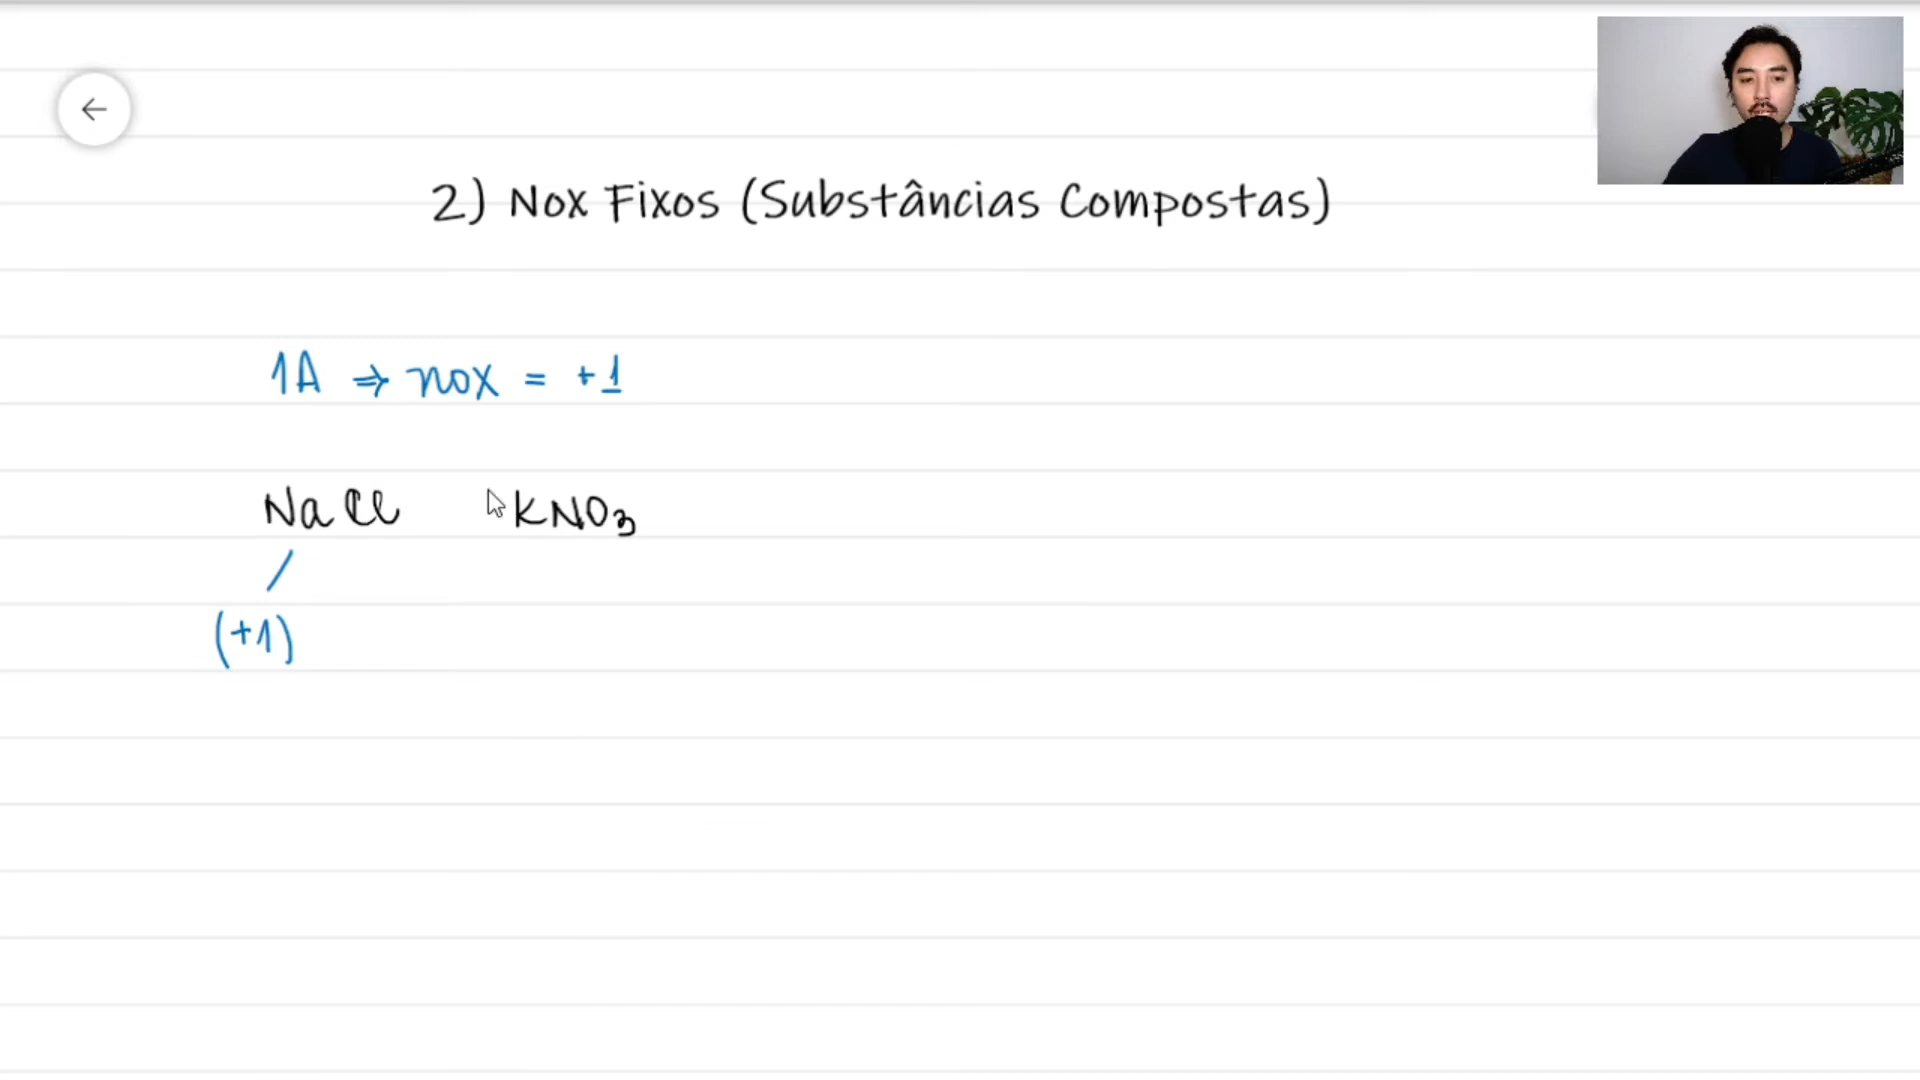 2) Nox Fixos (Substâncias Compostas)
1A ⇒ nox = +1
NaCl KNO₃
(+1)